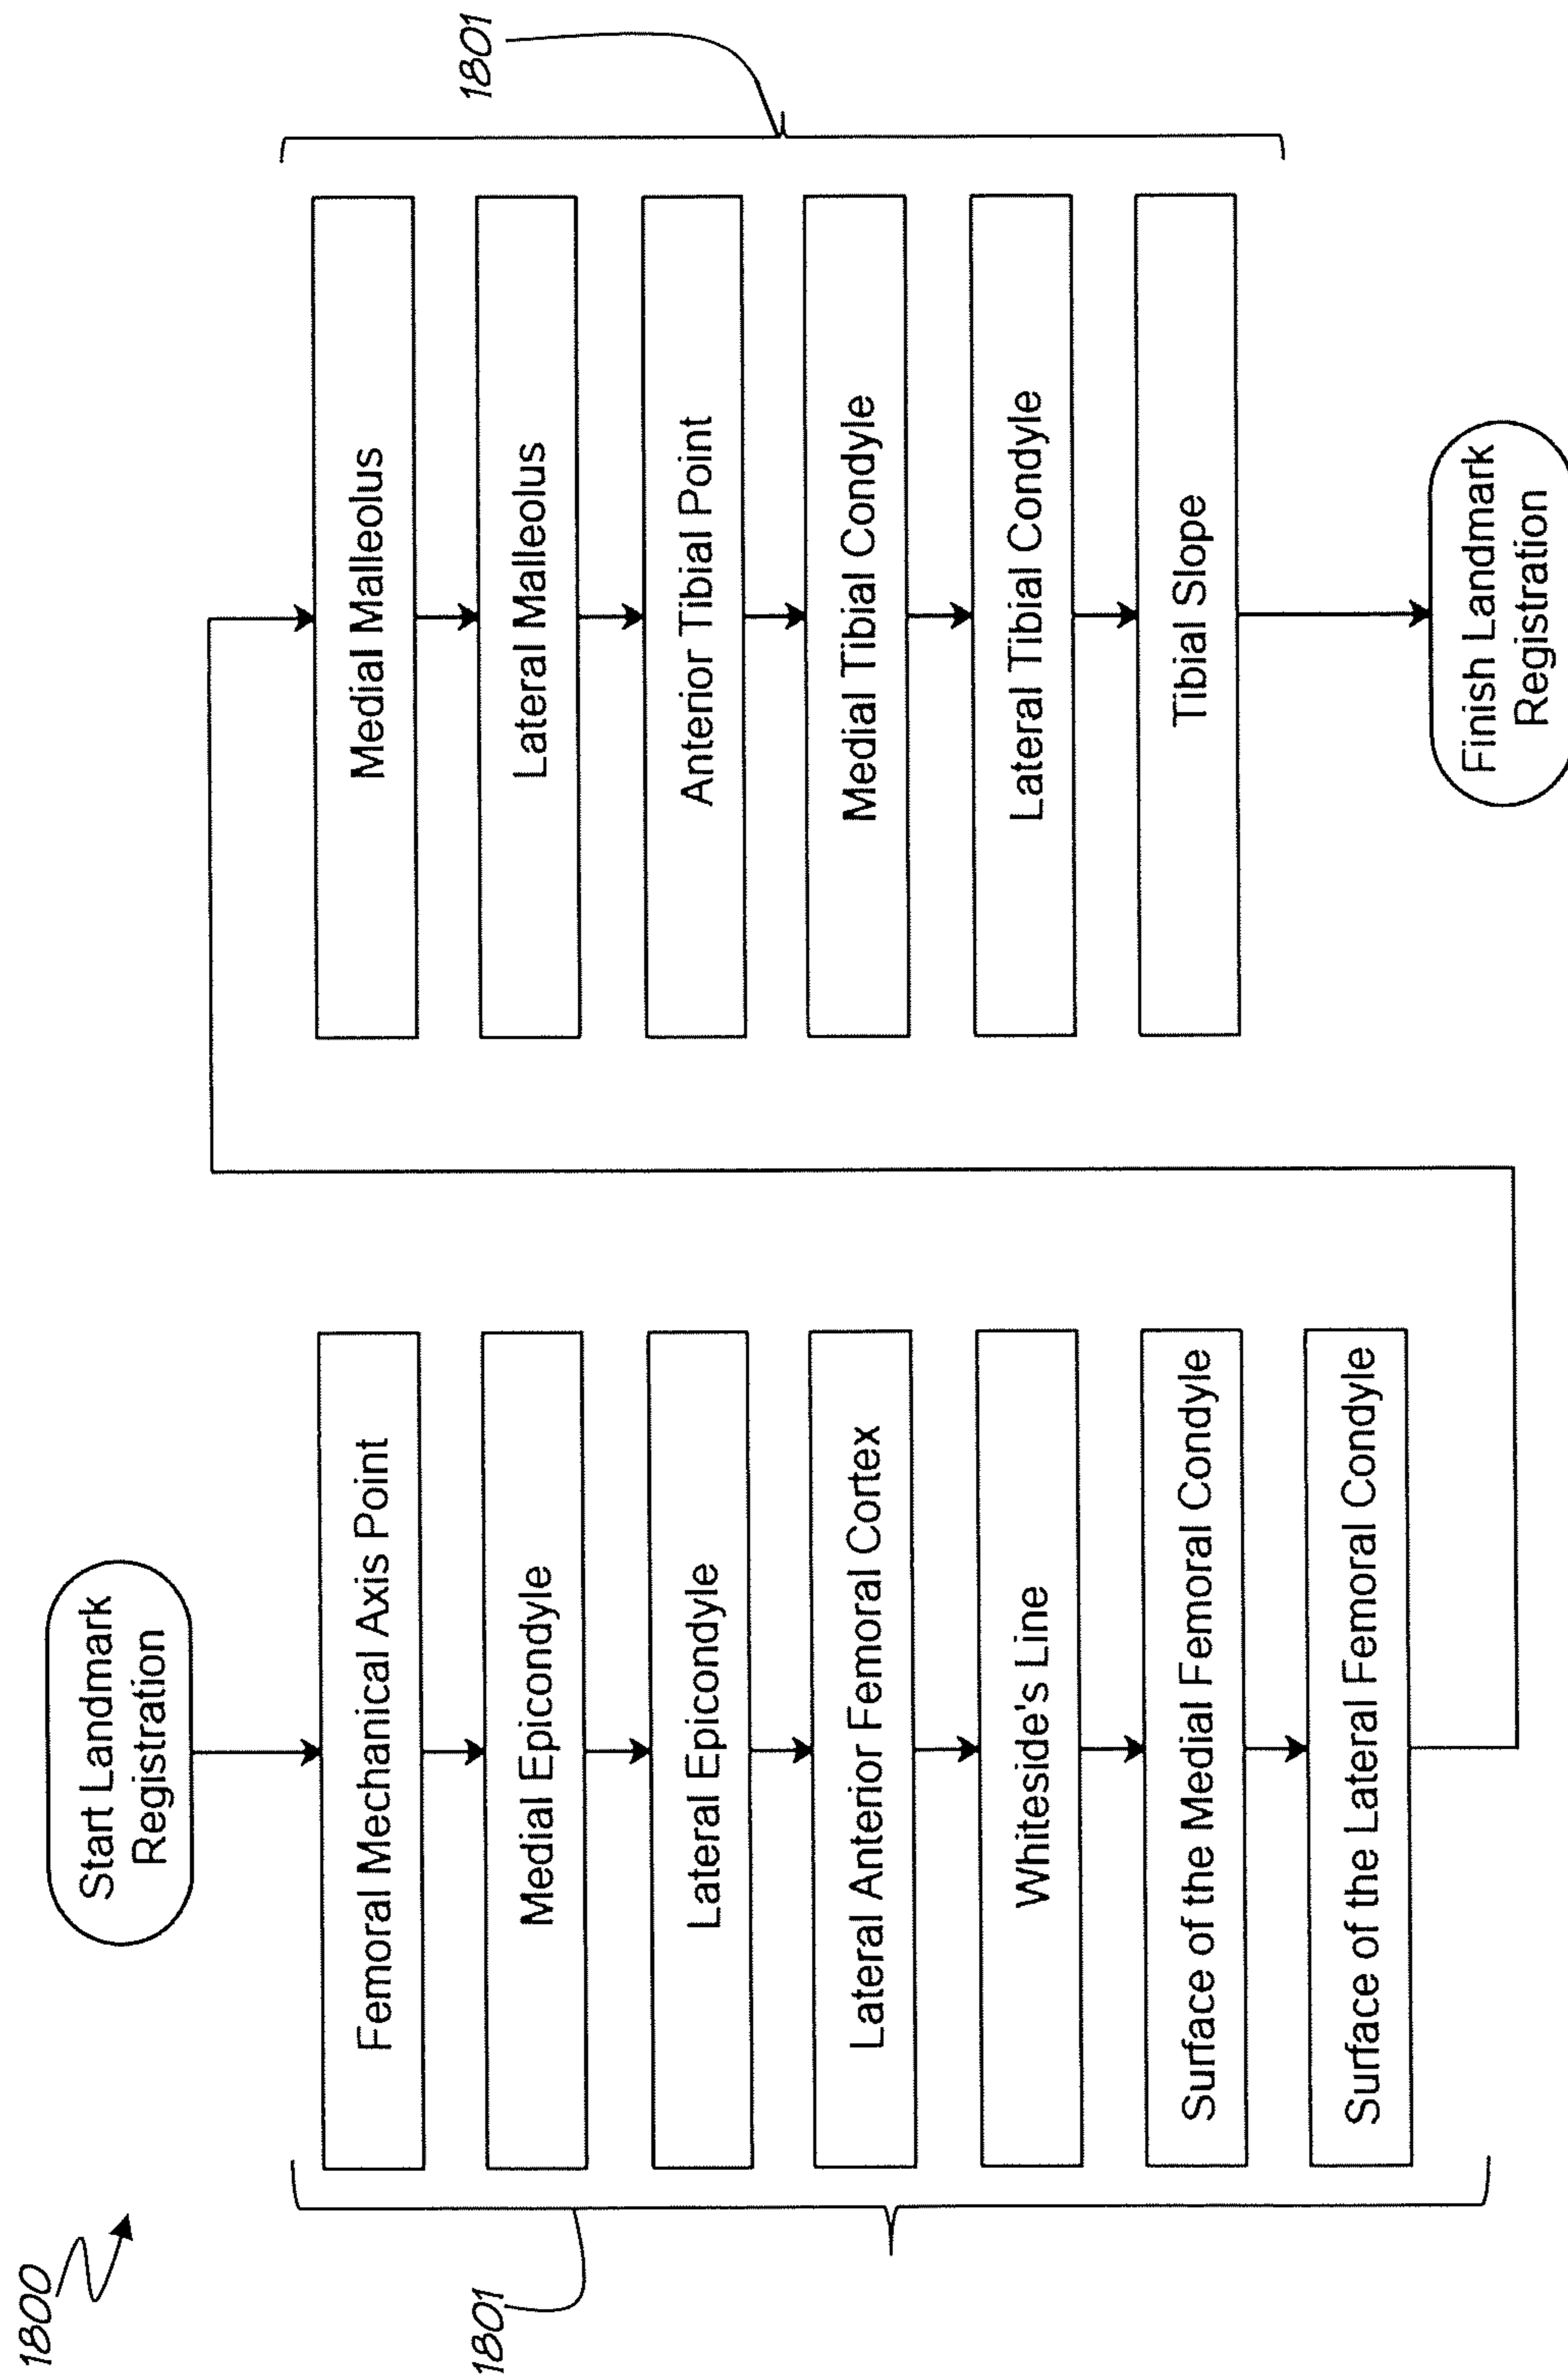 1800
Start Landmark
Registration
1801
Femoral Mechanical Axis Point
Medial Epicondyle
Lateral Epicondyle
Lateral Anterior Femoral Cortex
Whiteside's Line
Surface of the Medial Femoral Condyle
Surface of the Lateral Femoral Condyle
1801
Medial Malleolus
Lateral Malleolus
Anterior Tibial Point
Medial Tibial Condyle
Lateral Tibial Condyle
Tibial Slope
Finish Landmark
Registration